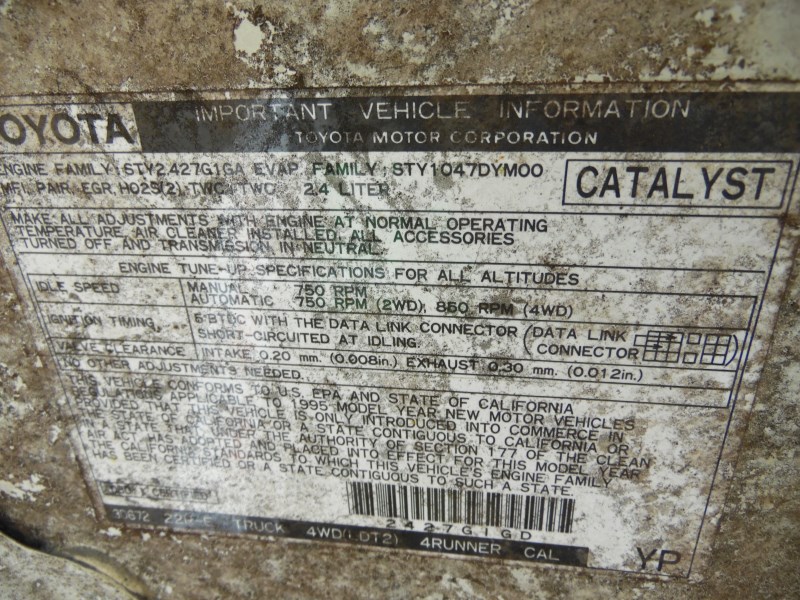 TOYOTA IMPORTANT VEHICLE INFORMATION
TOYOTA MOTOR CORPORATION
ENGINE FAMILY: STY2.427G1GA EVAP FAMILY: STY1047DYM00
MFI, PAIR, EGR, HO2S(2), TWC, TWC, 2.4 LITER
CATALYST
MAKE ALL ADJUSTMENTS WITH ENGINE AT NORMAL OPERATING
TEMPERATURE, AIR CLEANER INSTALLED, ALL ACCESSORIES
TURNED OFF AND TRANSMISSION IN NEUTRAL.
ENGINE TUNE-UP SPECIFICATIONS FOR ALL ALTITUDES
IDLE SPEED MANUAL 750 RPM
AUTOMATIC 750 RPM (2WD), 850 RPM (4WD)
IGNITION TIMING 5°BTDC WITH THE DATA LINK CONNECTOR
SHORT-CIRCUITED AT IDLING.
(DATA LINK
CONNECTOR )
VALVE CLEARANCE INTAKE 0.20 mm. (0.008in.) EXHAUST 0.30 mm. (0.012in.)
NO OTHER ADJUSTMENTS NEEDED.
THIS VEHICLE CONFORMS TO U.S. EPA AND STATE OF CALIFORNIA
REGULATIONS APPLICABLE TO 1995 MODEL YEAR NEW MOTOR VEHICLES
PROVIDED THAT THIS VEHICLE IS ONLY INTRODUCED INTO COMMERCE IN
THE STATE OF CALIFORNIA OR A STATE CONTIGUOUS TO CALIFORNIA OR
IN A STATE THAT, UNDER THE AUTHORITY OF SECTION 177 OF THE CLEAN
AIR ACT, HAS ADOPTED AND PLACED INTO EFFECT FOR THIS MODEL YEAR
CALIFORNIA STANDARDS TO WHICH THIS VEHICLE'S ENGINE FAMILY
HAS BEEN CERTIFIED OR A STATE CONTIGUOUS TO SUCH A STATE.
2427G1GD
TRUCK 4WD(LDT2) 4RUNNER CAL
YP